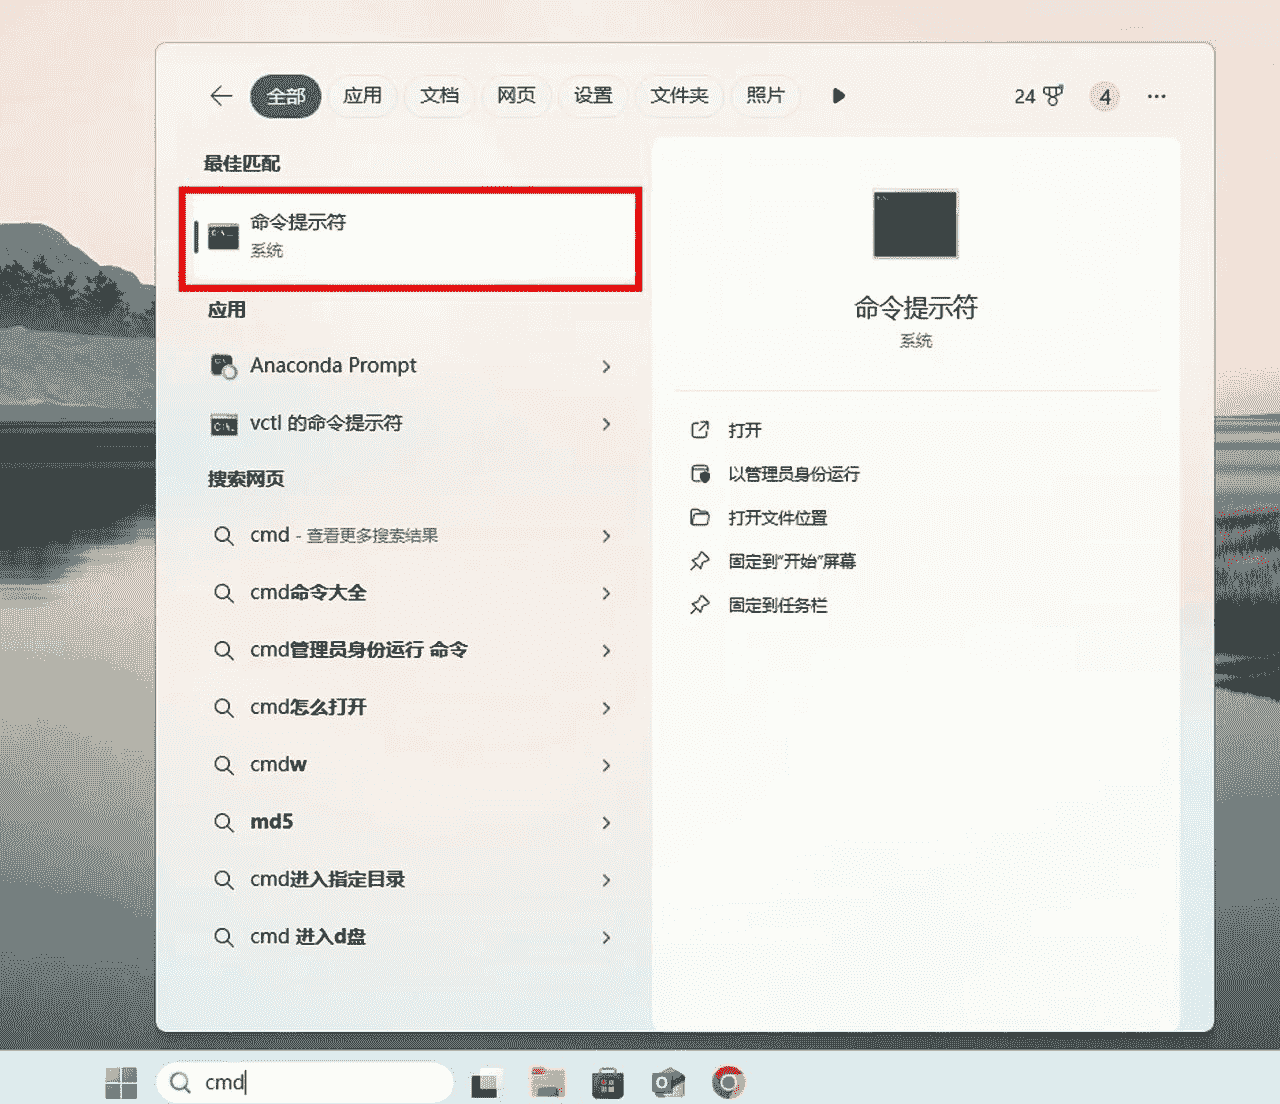 全部 应用 文档 网页 设置 文件夹 照片 24 4
最佳匹配
命令提示符
系统
应用
Anaconda Prompt
vctl 的命令提示符
搜索网页
cmd - 查看更多搜索结果
cmd命令大全
cmd管理员身份运行 命令
cmd怎么打开
cmdw
md5
cmd进入指定目录
cmd 进入d盘
命令提示符
系统
打开
以管理员身份运行
打开文件位置
固定到"开始"屏幕
固定到任务栏
cmd